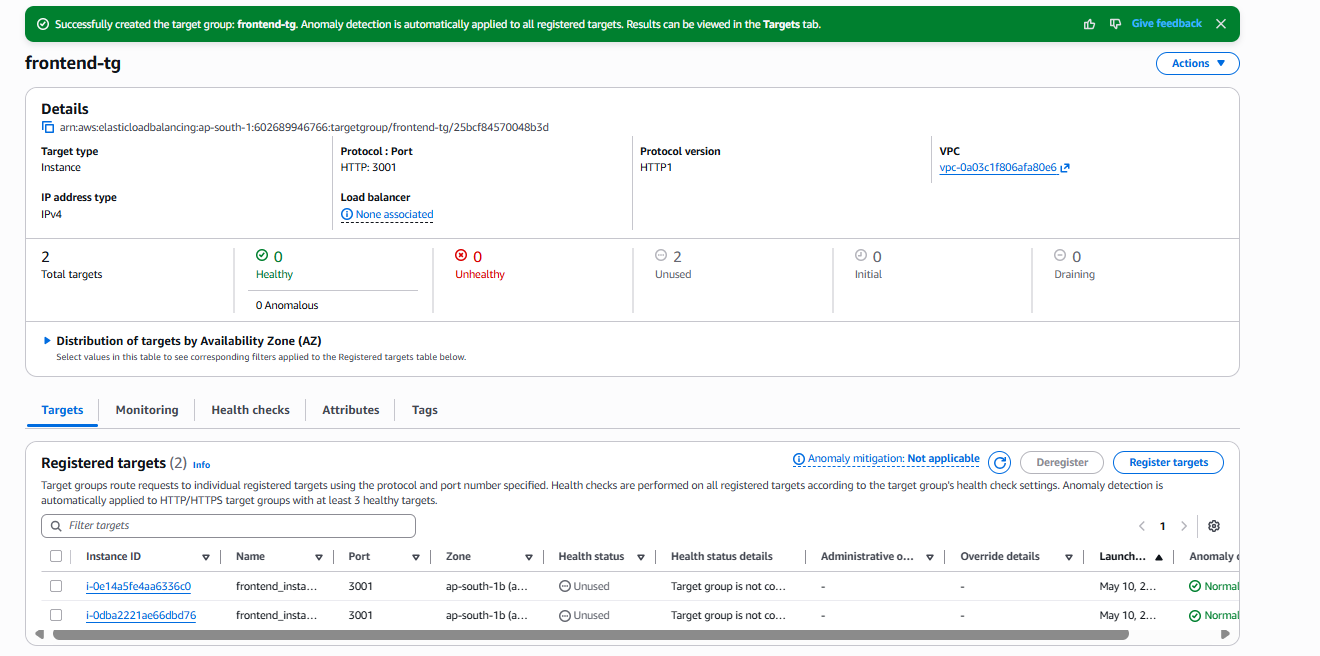 Successfully created the target group: frontend-tg. Anomaly detection is automatically applied to all registered targets. Results can be viewed in the Targets tab.
Give feedback
frontend-tg
Actions
Details
arn:aws:elasticloadbalancing:ap-south-1:602689946766:targetgroup/frontend-tg/25bcf84570048b3d
Target type
Instance
Protocol : Port
HTTP: 3001
Protocol version
HTTP1
VPC
vpc-0a03c1f806afa80e6
IP address type
IPv4
Load balancer
None associated
2
Total targets
0
Healthy
0 Anomalous
0
Unhealthy
2
Unused
0
Initial
0
Draining
Distribution of targets by Availability Zone (AZ)
Select values in this table to see corresponding filters applied to the Registered targets table below.
Targets Monitoring Health checks Attributes Tags
Registered targets (2) Info
Anomaly mitigation: Not applicable
Deregister
Register targets
Target groups route requests to individual registered targets using the protocol and port number specified. Health checks are performed on all registered targets according to the target group's health check settings. Anomaly detection is
automatically applied to HTTP/HTTPS target groups with at least 3 healthy targets.
Filter targets
1
Instance ID Name Port Zone Health status Health status details Administrative o... Override details Launch... Anomaly d
i-0e14a5fe4aa6336c0 frontend_insta... 3001 ap-south-1b (a... Unused Target group is not co... - - May 10, 2... Normal
i-0dba2221ae66dbd76 frontend_insta... 3001 ap-south-1b (a... Unused Target group is not co... - - May 10, 2... Normal